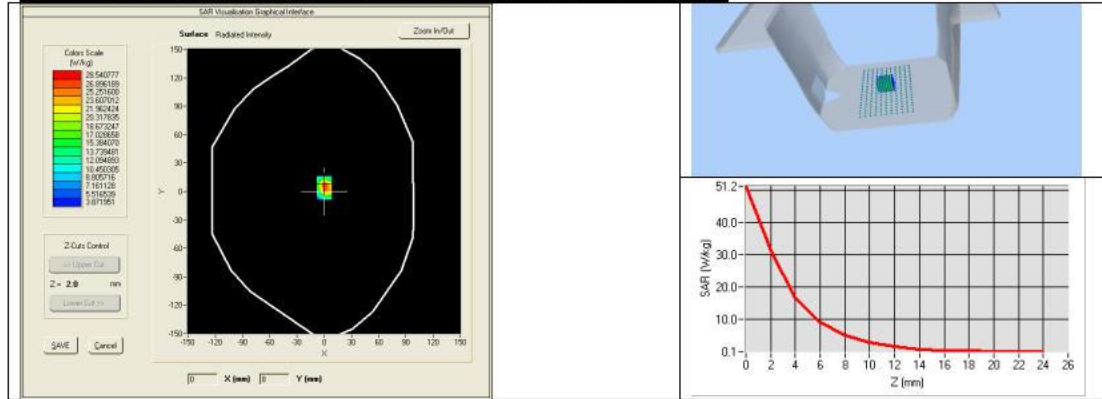 SAR Visualisation Graphical Interface
Surface Radiated Intensity
Zoom In/Out
Colors Scale
(W/kg)
28.540777
26.896189
25.251600
23.607012
21.962424
20.317835
18.673247
17.028658
15.384070
13.739481
12.094893
10.450305
8.805716
7.161128
5.516539
3.871951
Z-Cuts Control
<< Upper Cut
Z = 2.0 mm
Lower Cut >>
SAVE Cancel
150
120
90
60
30
0
-30
-60
-90
-120
-150
Y
-150 -120 -90 -60 -30 0 30 60 90 120 150
X
0 X (mm) 8 Y (mm)
51.2
40.0
30.0
20.0
10.0
0.1
SAR (W/kg)
0 2 4 6 8 10 12 14 16 18 20 22 24 26
Z (mm)